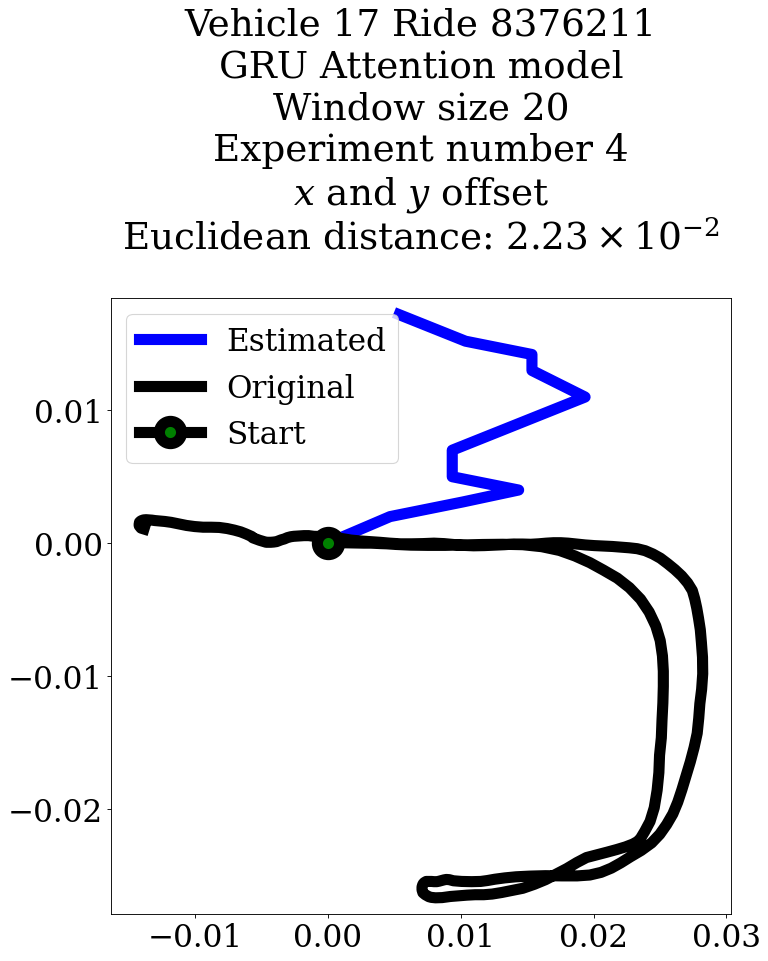 Vehicle 17 Ride 8376211
GRU Attention model
Window size 20
Experiment number 4
x and y offset
Euclidean distance: 2.23 × 10⁻²
Estimated
Original
Start
0.01
0.00
−0.01
−0.02
−0.01 0.00 0.01 0.02 0.03